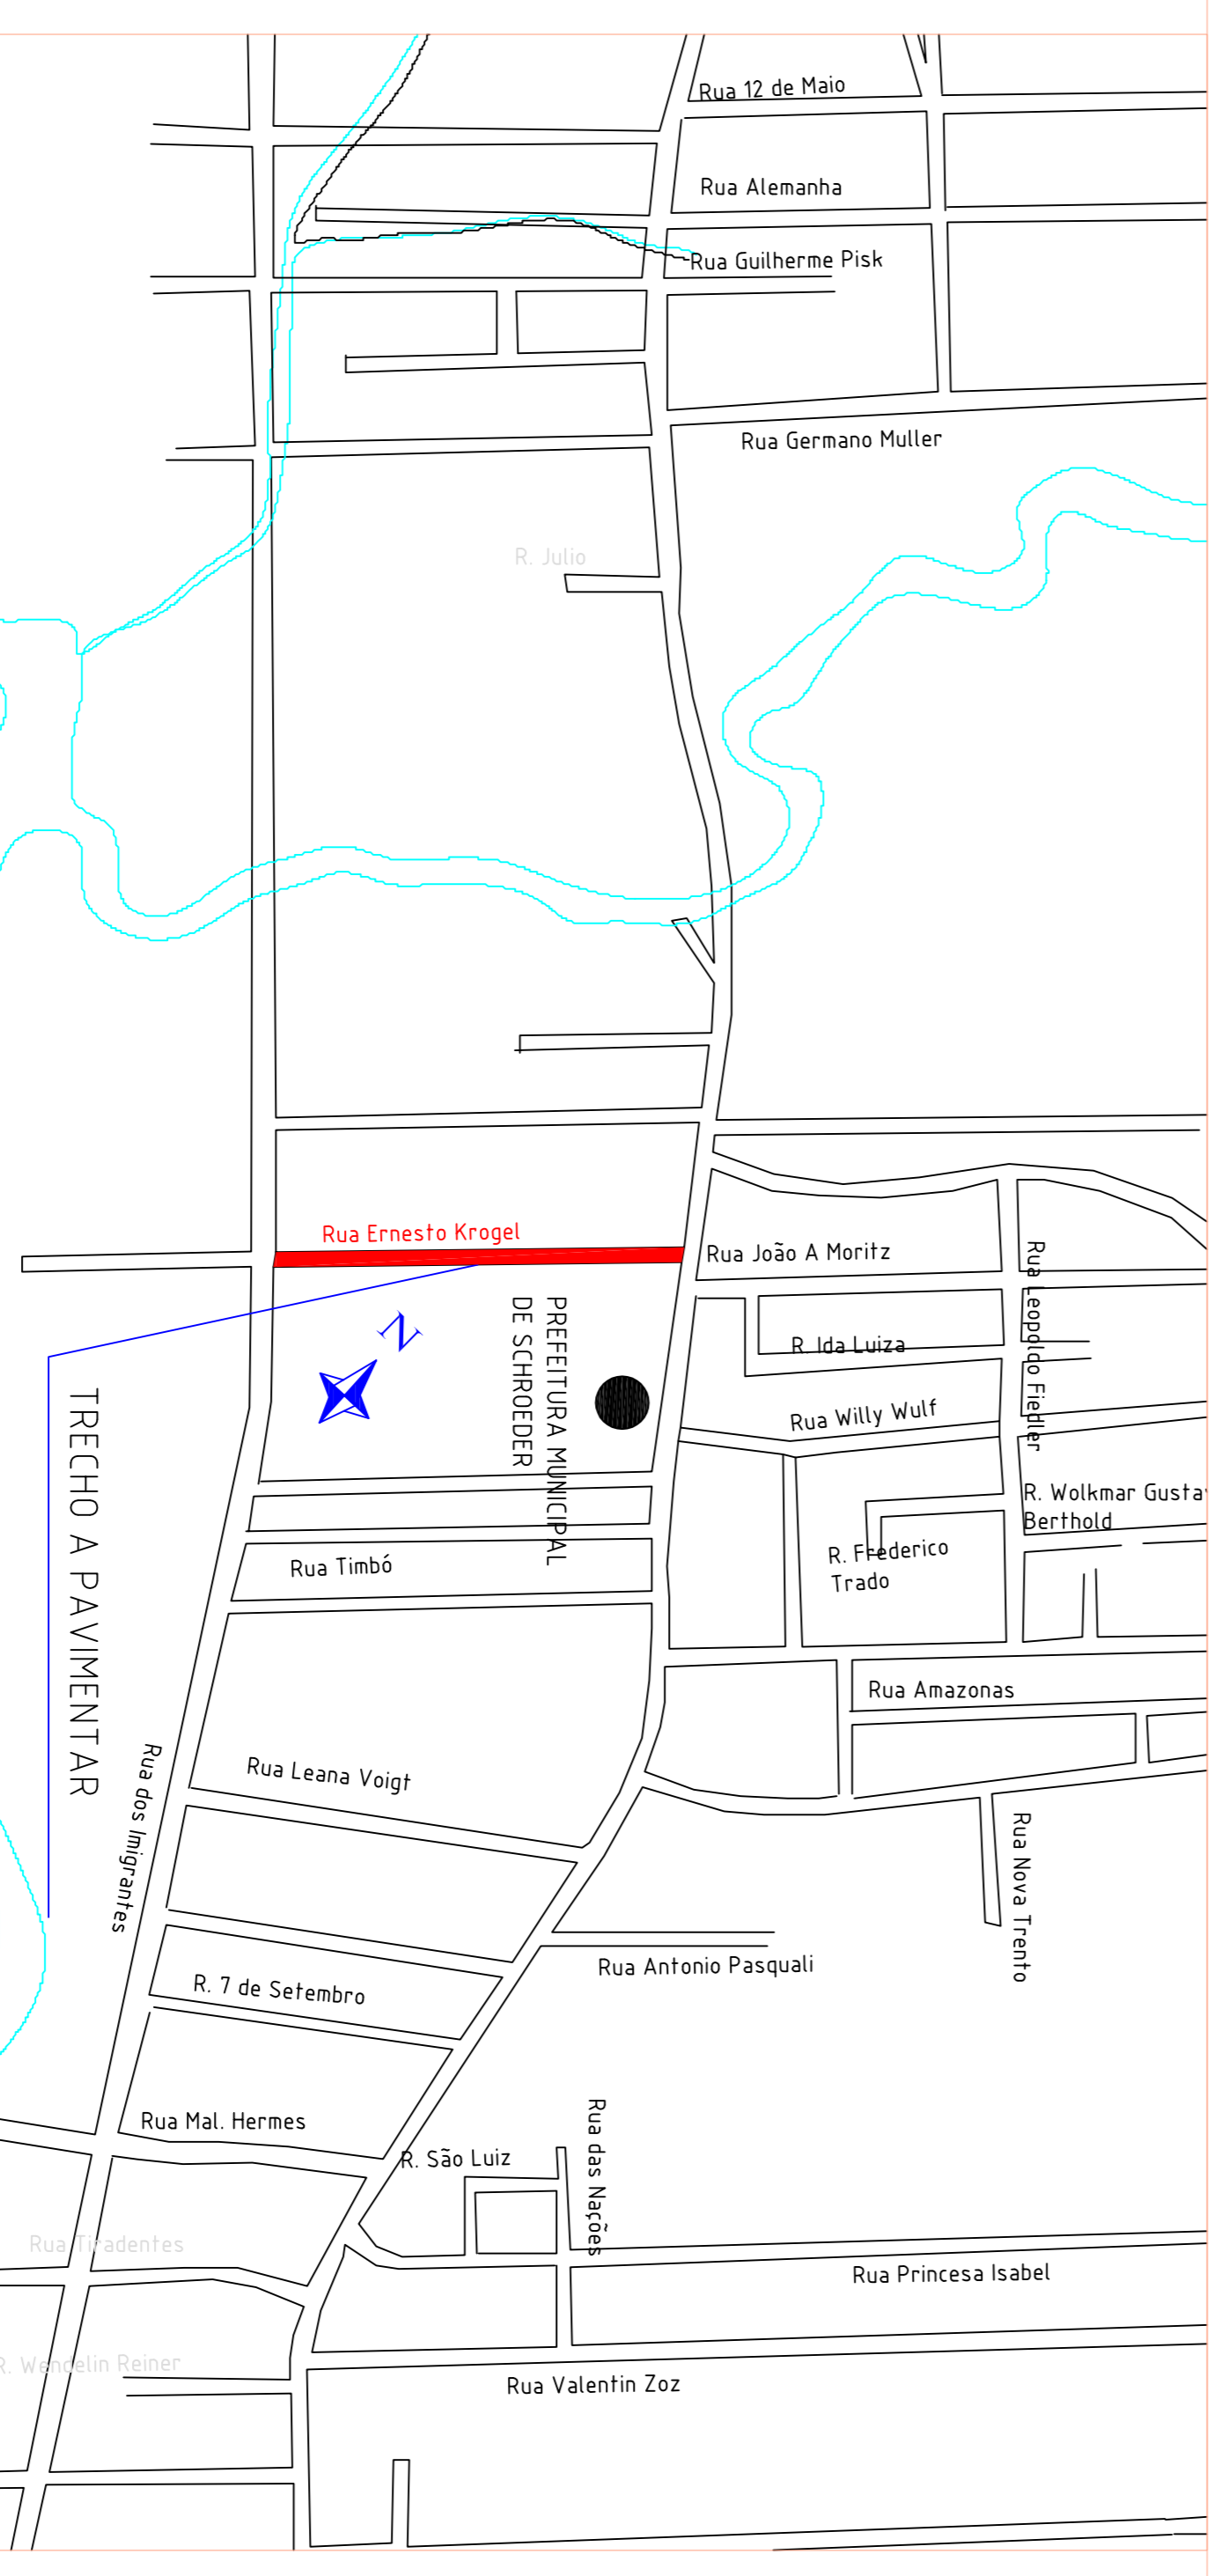 Rua 12 de Maio
Rua Alemanha
Rua Guilherme Pisk
Rua Germano Muller
R. Julio
Rua Ernesto Krogel
Rua João A Moritz
Rua Leopoldo Fiedler
R. Ida Luiza
N
PREFEITURA MUNICIPAL
DE SCHROEDER
TRECHO A PAVIMENTAR
Rua Willy Wulf
R. Wolkmar Gusta
Berthold
R. Frederico
Trado
Rua Timbó
Rua Amazonas
Rua Leana Voigt
Rua dos Imigrantes
Rua Nova Trento
Rua Antonio Pasquali
R. 7 de Setembro
Rua Mal. Hermes
R. São Luiz
Rua das Nações
Rua Tiradentes
Rua Princesa Isabel
R. Wendelin Reiner
Rua Valentin Zoz